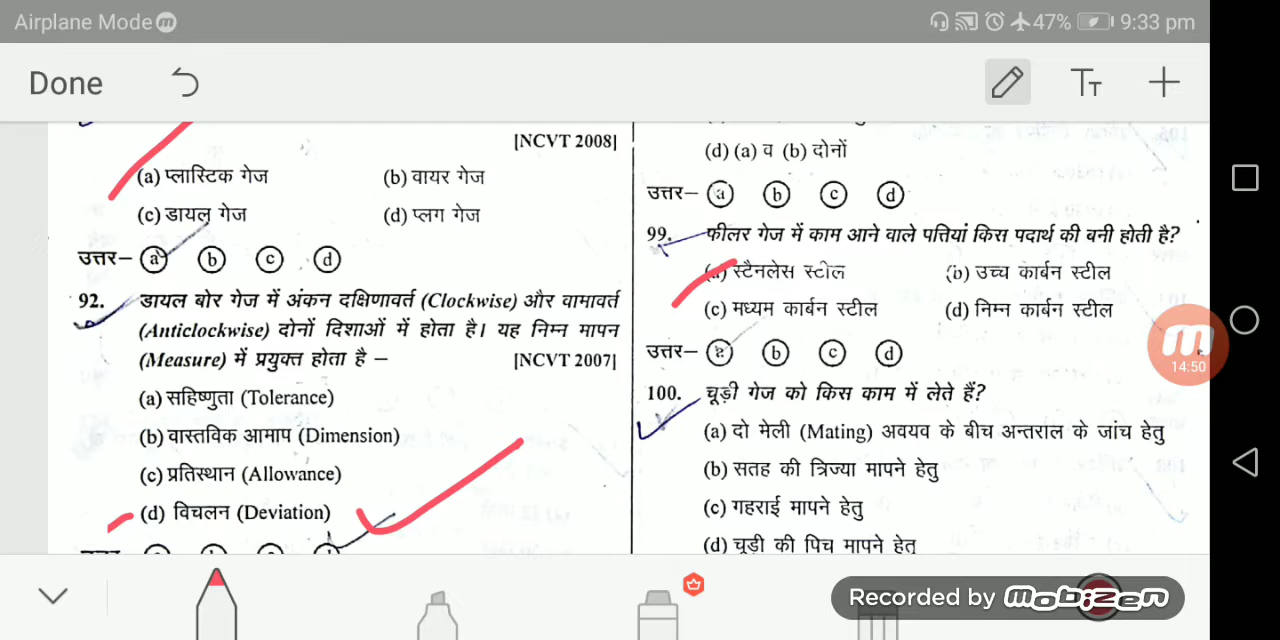 Airplane Mode
47%
9:33 pm
Done
TT
[NCVT 2008]
(a) प्लास्टिक गेज
(b) वायर गेज
(c) डायल गेज
(d) प्लग गेज
उत्तर– a b c d
92. डायल बोर गेज में अंकन दक्षिणावर्त (Clockwise) और वामावर्त
(Anticlockwise) दोनों दिशाओं में होता है। यह निम्न मापन
(Measure) में प्रयुक्त होता है –
[NCVT 2007]
(a) सहिष्णुता (Tolerance)
(b) वास्तविक आमाप (Dimension)
(c) प्रतिस्थान (Allowance)
(d) विचलन (Deviation)
(d) (a) व (b) दोनों
उत्तर– a b c d
99. फीलर गेज में काम आने वाले पत्तियां किस पदार्थ की बनी होती है?
(a) स्टैनलेस स्टील
(b) उच्च कार्बन स्टील
(c) मध्यम कार्बन स्टील
(d) निम्न कार्बन स्टील
उत्तर– a b c d
100. चूड़ी गेज को किस काम में लेते हैं?
(a) दो मेली (Mating) अवयव के बीच अन्तराल के जांच हेतु
(b) सतह की त्रिज्या मापने हेतु
(c) गहराई मापने हेतु
(d) चूड़ी की पिच मापने हेतु
14:50
Recorded by mobizen